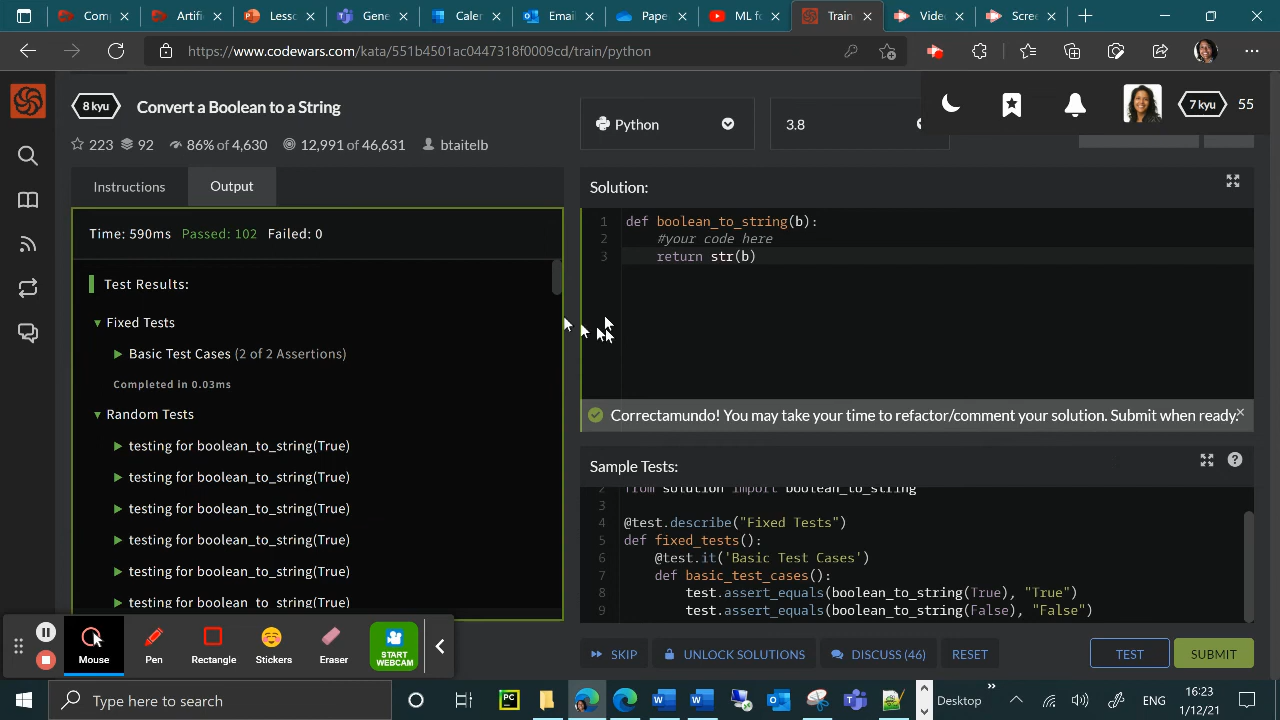 Comp
Artific
Lesso
Gene
Caler
Email
Pape
ML fo
Train
Video
Scree
https://www.codewars.com/kata/551b4501ac0447318f0009cd/train/python
8 kyu
Convert a Boolean to a String
Python
3.8
7 kyu
55
223
92
86% of 4,630
12,991 of 46,631
btaitelb
Instructions
Output
Solution:
Time: 590ms Passed: 102 Failed: 0
Test Results:
Fixed Tests
Basic Test Cases (2 of 2 Assertions)
Completed in 0.03ms
Random Tests
testing for boolean_to_string(True)
testing for boolean_to_string(True)
testing for boolean_to_string(True)
testing for boolean_to_string(True)
testing for boolean_to_string(True)
testing for boolean_to_string(True)
1 def boolean_to_string(b):
2 #your code here
3 return str(b)
Correctamundo! You may take your time to refactor/comment your solution. Submit when ready.
Sample Tests:
2 from solution import boolean_to_string
3
4 @test.describe("Fixed Tests")
5 def fixed_tests():
6 @test.it('Basic Test Cases')
7 def basic_test_cases():
8 test.assert_equals(boolean_to_string(True), "True")
9 test.assert_equals(boolean_to_string(False), "False")
SKIP
UNLOCK SOLUTIONS
DISCUSS (46)
RESET
TEST
SUBMIT
Mouse
Pen
Rectangle
Stickers
Eraser
START
WEBCAM
Type here to search
Desktop
ENG
16:23
1/12/21